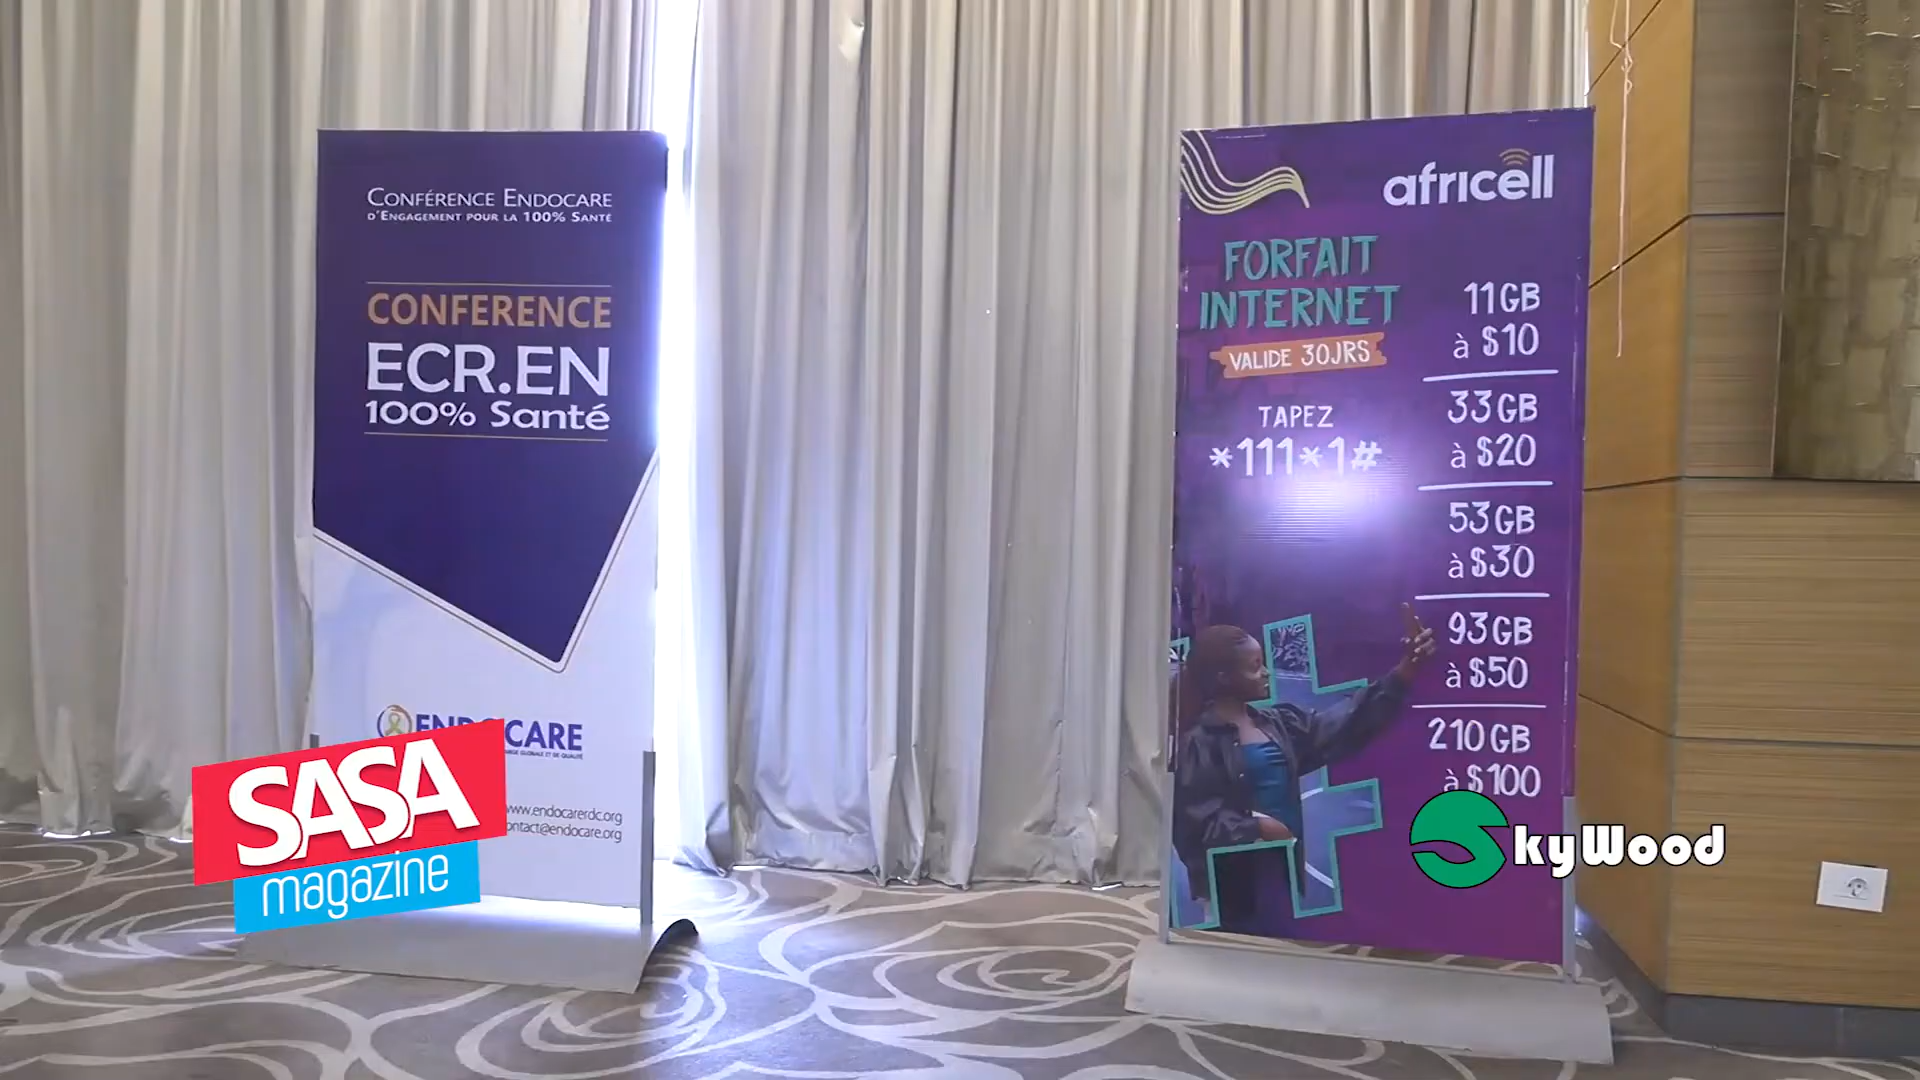 CONFÉRENCE ENDOCARE
D'ENGAGEMENT POUR LA 100% SANTÉ
CONFERENCE
ECR.EN
100% Santé
CARE
www.endocarerdc.org
contact@endocare.org
SASA
magazine
africell
FORFAIT
INTERNET
VALIDE 30JRS
TAPEZ
*111*1#
11GB
à $10
33GB
à $20
53GB
à $30
93GB
à $50
210GB
à $100
SkyWood